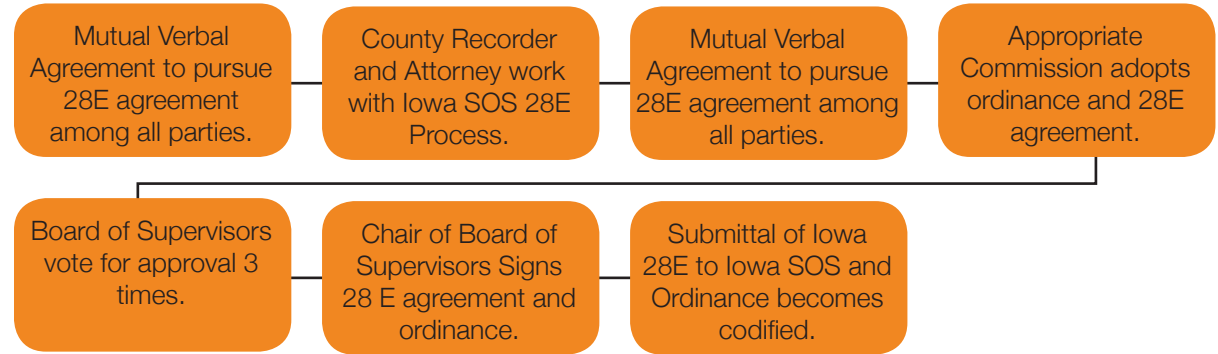 Mutual Verbal
Agreement to pursue
28E agreement
among all parties.
County Recorder
and Attorney work
with Iowa SOS 28E
Process.
Mutual Verbal
Agreement to pursue
28E agreement among
all parties.
Appropriate
Commission adopts
ordinance and 28E
agreement.
Board of Supervisors
vote for approval 3
times.
Chair of Board of
Supervisors Signs
28 E agreement and
ordinance.
Submittal of Iowa
28E to Iowa SOS and
Ordinance becomes
codified.